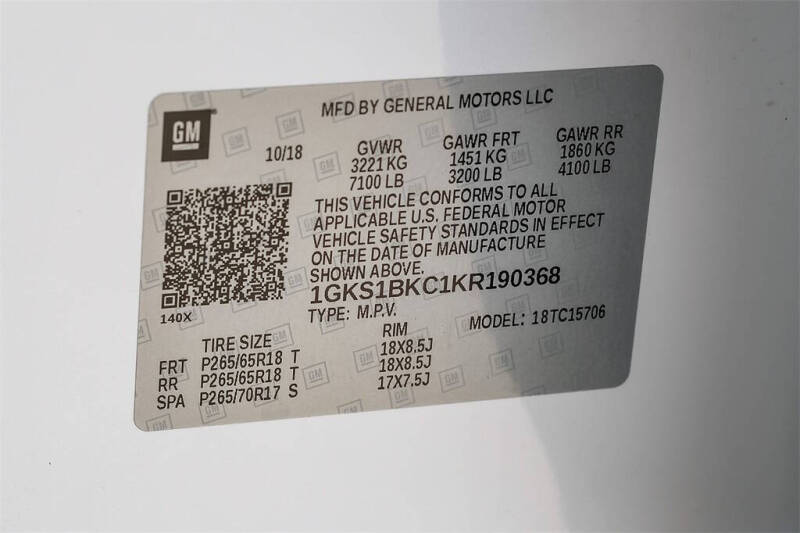 GM
MFD BY GENERAL MOTORS LLC
10/18 GVWR GAWR FRT GAWR RR
3221 KG 1451 KG 1860 KG
7100 LB 3200 LB 4100 LB
THIS VEHICLE CONFORMS TO ALL
APPLICABLE U.S. FEDERAL MOTOR
VEHICLE SAFETY STANDARDS IN EFFECT
ON THE DATE OF MANUFACTURE
SHOWN ABOVE.
1GKS1BKC1KR190368
140X
TYPE: M.P.V. MODEL: 18TC15706
TIRE SIZE RIM
FRT P265/65R18 T 18X8.5J
RR P265/65R18 T 18X8.5J
SPA P265/70R17 S 17X7.5J